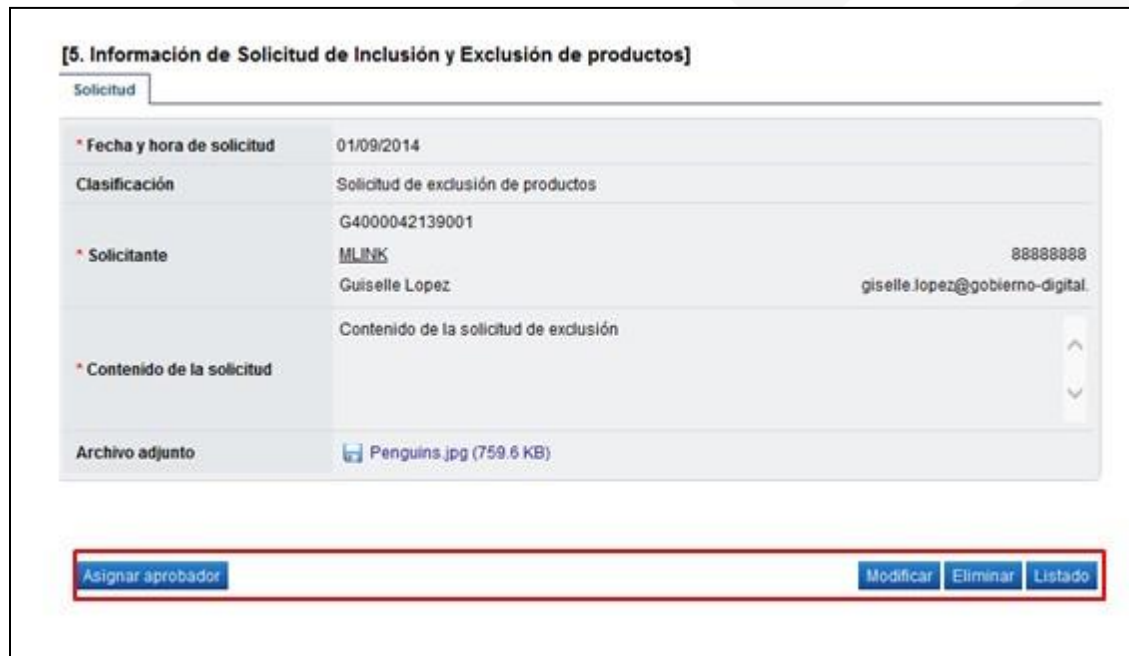 [5. Información de Solicitud de Inclusión y Exclusión de productos]
Solicitud
* Fecha y hora de solicitud 01/09/2014
Clasificación Solicitud de exclusión de productos
G4000042139001
* Solicitante MLINK 88888888
Guiselle Lopez giselle.lopez@gobierno-digital.
Contenido de la solicitud de exclusión
* Contenido de la solicitud
Archivo adjunto Penguins.jpg (759.6 KB)
Asignar aprobador Modificar Eliminar Listado